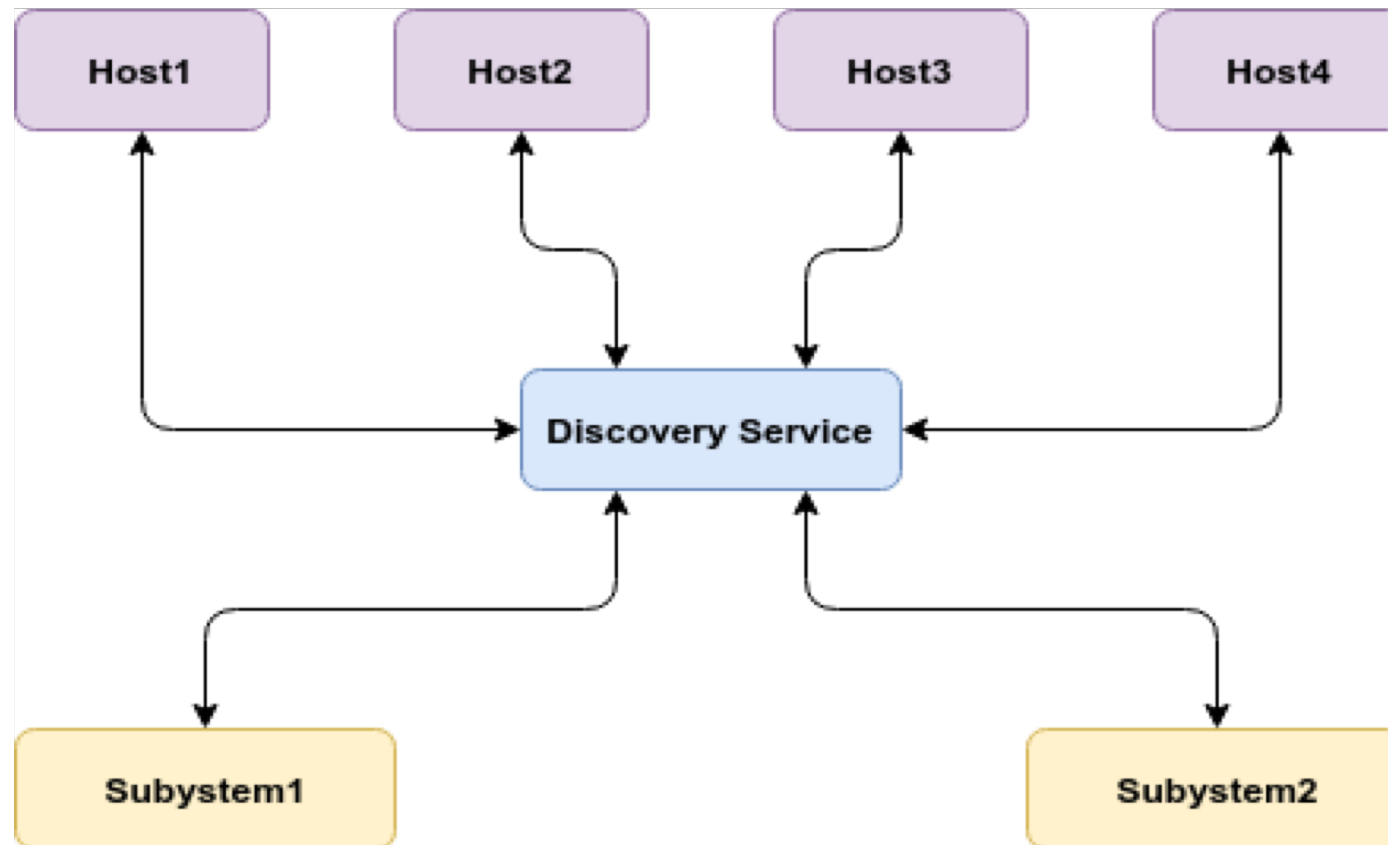 Host1
Host2
Host3
Host4
Discovery Service
Subystem1
Subystem2